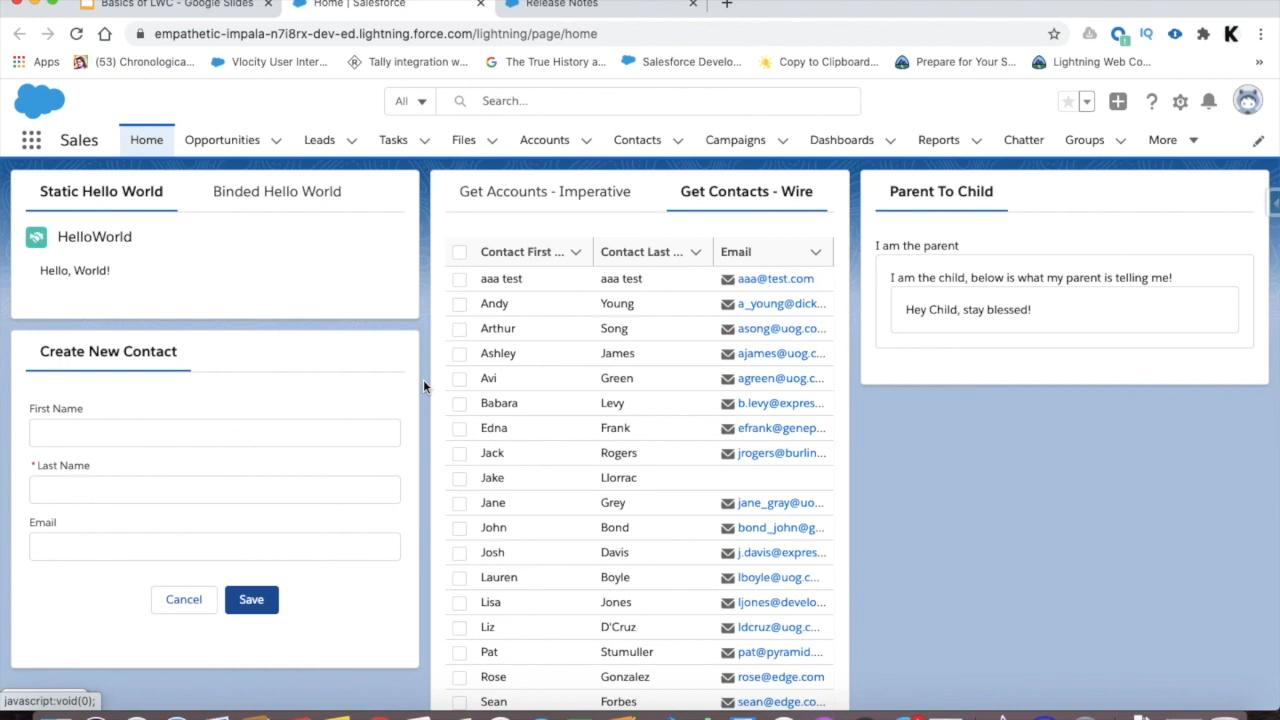 Basics of LWC - Google Slides
Home | Salesforce
Release Notes
empathetic-impala-n7i8rx-dev-ed.lightning.force.com/lightning/page/home
IQ
Apps
(53) Chronologica...
Vlocity User Inter...
Tally integration w...
The True History a...
Salesforce Develo...
Copy to Clipboard...
Prepare for Your S...
Lightning Web Co...
All
Search...
Sales
Home
Opportunities
Leads
Tasks
Files
Accounts
Contacts
Campaigns
Dashboards
Reports
Chatter
Groups
More
Static Hello World
Binded Hello World
HelloWorld
Hello, World!
Create New Contact
First Name
* Last Name
Email
Cancel
Save
Get Accounts - Imperative
Get Contacts - Wire
Contact First ... Contact Last ... Email
aaa test aaa test aaa@test.com
Andy Young a_young@dick...
Arthur Song asong@uog.co...
Ashley James ajames@uog.c...
Avi Green agreen@uog.c...
Babara Levy b.levy@expres...
Edna Frank efrank@genep...
Jack Rogers jrogers@burlin...
Jake Llorrac
Jane Grey jane_gray@uo...
John Bond bond_john@g...
Josh Davis j.davis@expres...
Lauren Boyle lboyle@uog.c...
Lisa Jones ljones@develo...
Liz D'Cruz ldcruz@uog.c...
Pat Stumuller pat@pyramid....
Rose Gonzalez rose@edge.com
Sean Forbes sean@edge.co...
Parent To Child
I am the parent
I am the child, below is what my parent is telling me!
Hey Child, stay blessed!
javascript:void(0);